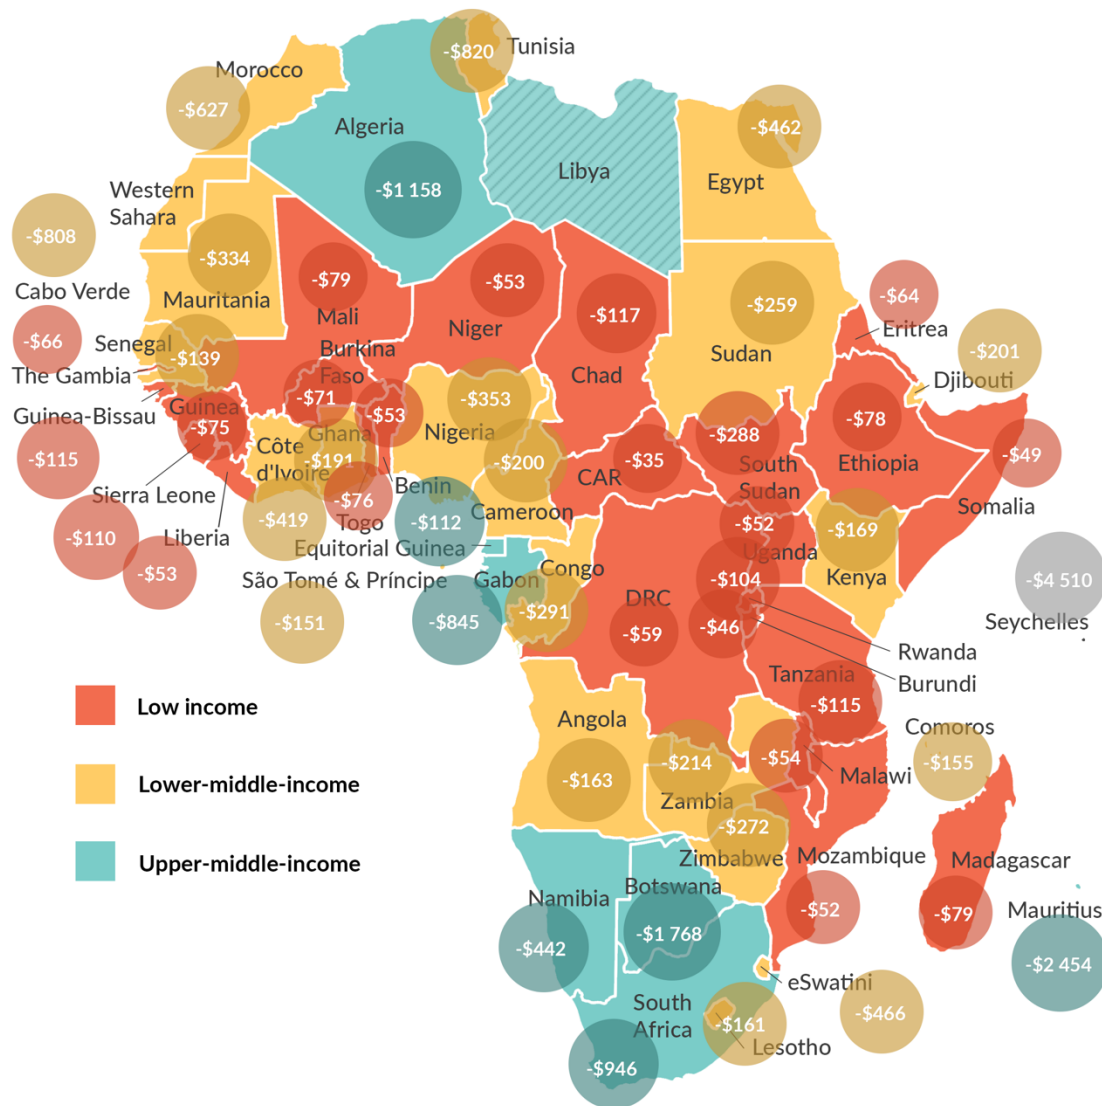 -$820
Tunisia
Morocco
-$627
Algeria
-$462
Libya
Egypt
Western
Sahara
-$1 158
-$808
-$334
Cabo Verde
Mauritania
-$79
Mali
-$53
Niger
-$117
Chad
-$259
Sudan
-$64
Eritrea
-$66
Senegal
-$139
The Gambia
Burkina
Faso
-$201
Djibouti
Guinea-Bissau
Guinea
-$75
-$71
-$53
-$353
Nigeria
-$78
Ethiopia
-$288
South
Sudan
-$115
Côte
d'Ivoire
Ghana
-$191
-$200
Cameroon
-$35
CAR
-$49
Somalia
Sierra Leone
-$76
Togo
Benin
-$110
Liberia
-$419
-$112
Equitorial Guinea
-$52
Uganda
-$169
Kenya
-$53
São Tomé & Príncipe
Gabon
Congo
-$104
-$4 510
Seychelles
-$151
-$845
-$291
DRC
-$59
-$46
Rwanda
Burundi
Tanzania
-$115
Low income
Angola
-$163
Comoros
-$155
Lower-middle-income
-$214
Zambia
-$54
Malawi
-$272
Zimbabwe
Mozambique
Madagascar
Upper-middle-income
Namibia
-$442
Botswana
-$1 768
-$52
-$79
Mauritius
-$2 454
eSwatini
-$466
South
Africa
-$161
Lesotho
-$946